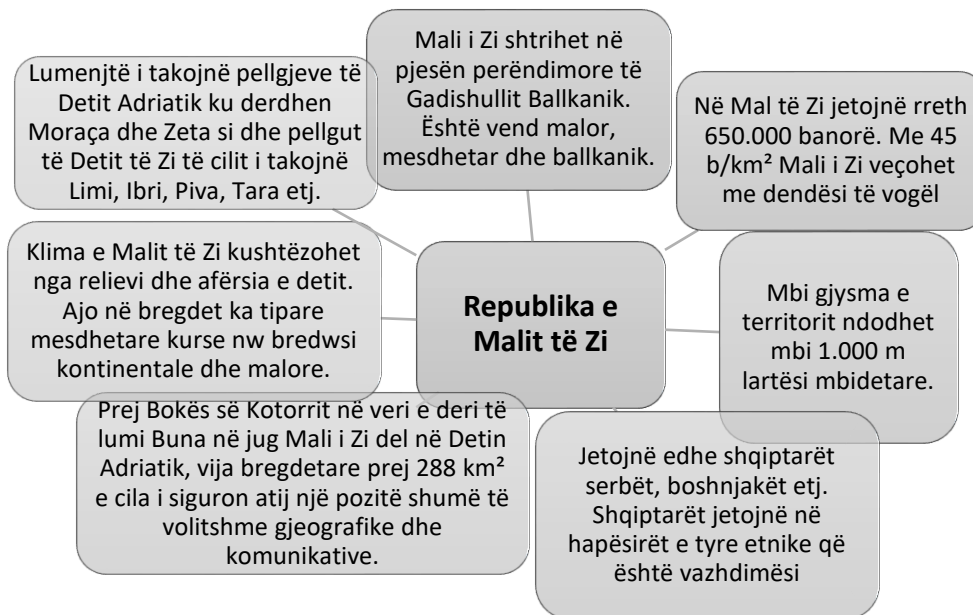 Mali i Zi shtrihet në
pjesën perëndimore të
Gadishullit Ballkanik.
Është vend malor,
mesdhetar dhe ballkanik.
Në Mal të Zi jetojnë rreth
650.000 banorë. Me 45
b/km² Mali i Zi veçohet
me dendësi të vogël
Mbi gjysma e
territorit ndodhet
mbi 1.000 m
lartësi mbidetare.
Jetojnë edhe shqiptarët
serbët, boshnjakët etj.
Shqiptarët jetojnë në
hapësirët e tyre etnike që
është vazhdimësi
Prej Bokës së Kotorrit në veri e deri të
lumi Buna në jug Mali i Zi del në Detin
Adriatik, vija bregdetare prej 288 km²
e cila i siguron atij një pozitë shumë të
volitshme gjeografike dhe
komunikative.
Klima e Malit të Zi kushtëzohet
nga relievi dhe afërsia e detit.
Ajo në bregdet ka tipare
mesdhetare kurse nw bredwsi
kontinentale dhe malore.
Lumenjtë i takojnë pellgjeve të
Detit Adriatik ku derdhen
Moraça dhe Zeta si dhe pellgut
të Detit të Zi të cilit i takojnë
Limi, Ibri, Piva, Tara etj.
Republika e
Malit të Zi